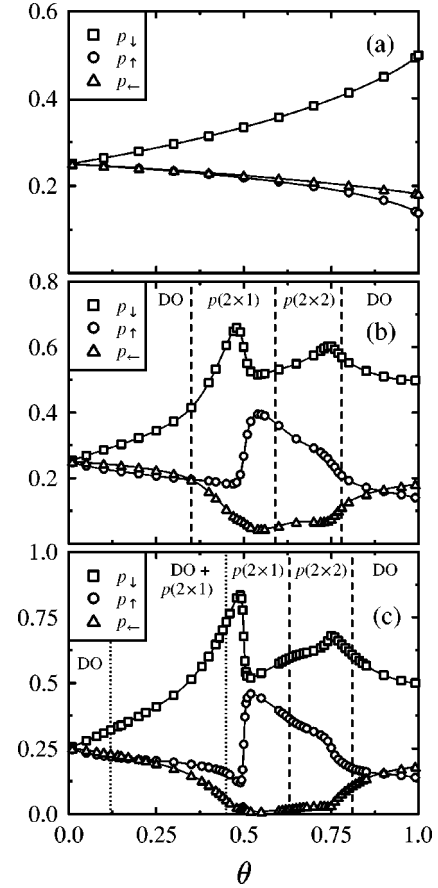 0.6
(a)
p↓
p↑
p←
0.4
0.2
0.8
DO p(2×1) p(2×2) DO
p↓
p↑
p←
(b)
0.6
0.4
0.2
1.0
DO + p(2×1) p(2×1) p(2×2) DO
p↓
p↑
p←
(c)
0.75
DO
0.5
0.25
0.0
0.0 0.25 0.5 0.75 1.0
θ